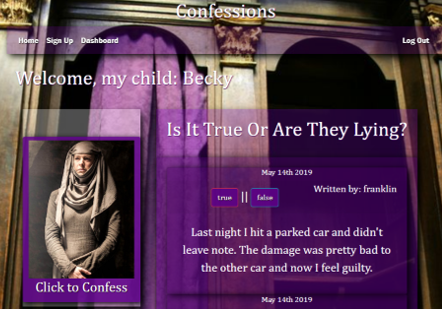 Confessions
Home Sign Up Dashboard Log Out
Welcome, my child: Becky
Is It True Or Are They Lying?
May 14th 2019
true || false
Written by: franklin
Last night I hit a parked car and didn't
leave note. The damage was pretty bad to
the other car and now I feel guilty.
Click to Confess
May 14th 2019